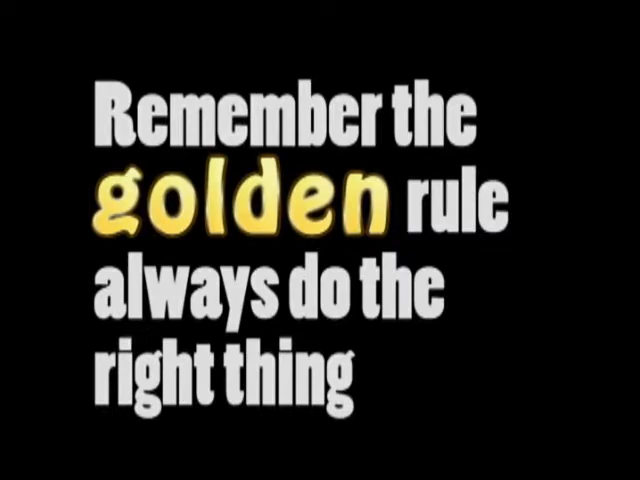 Remember the
golden rule
always do the
right thing